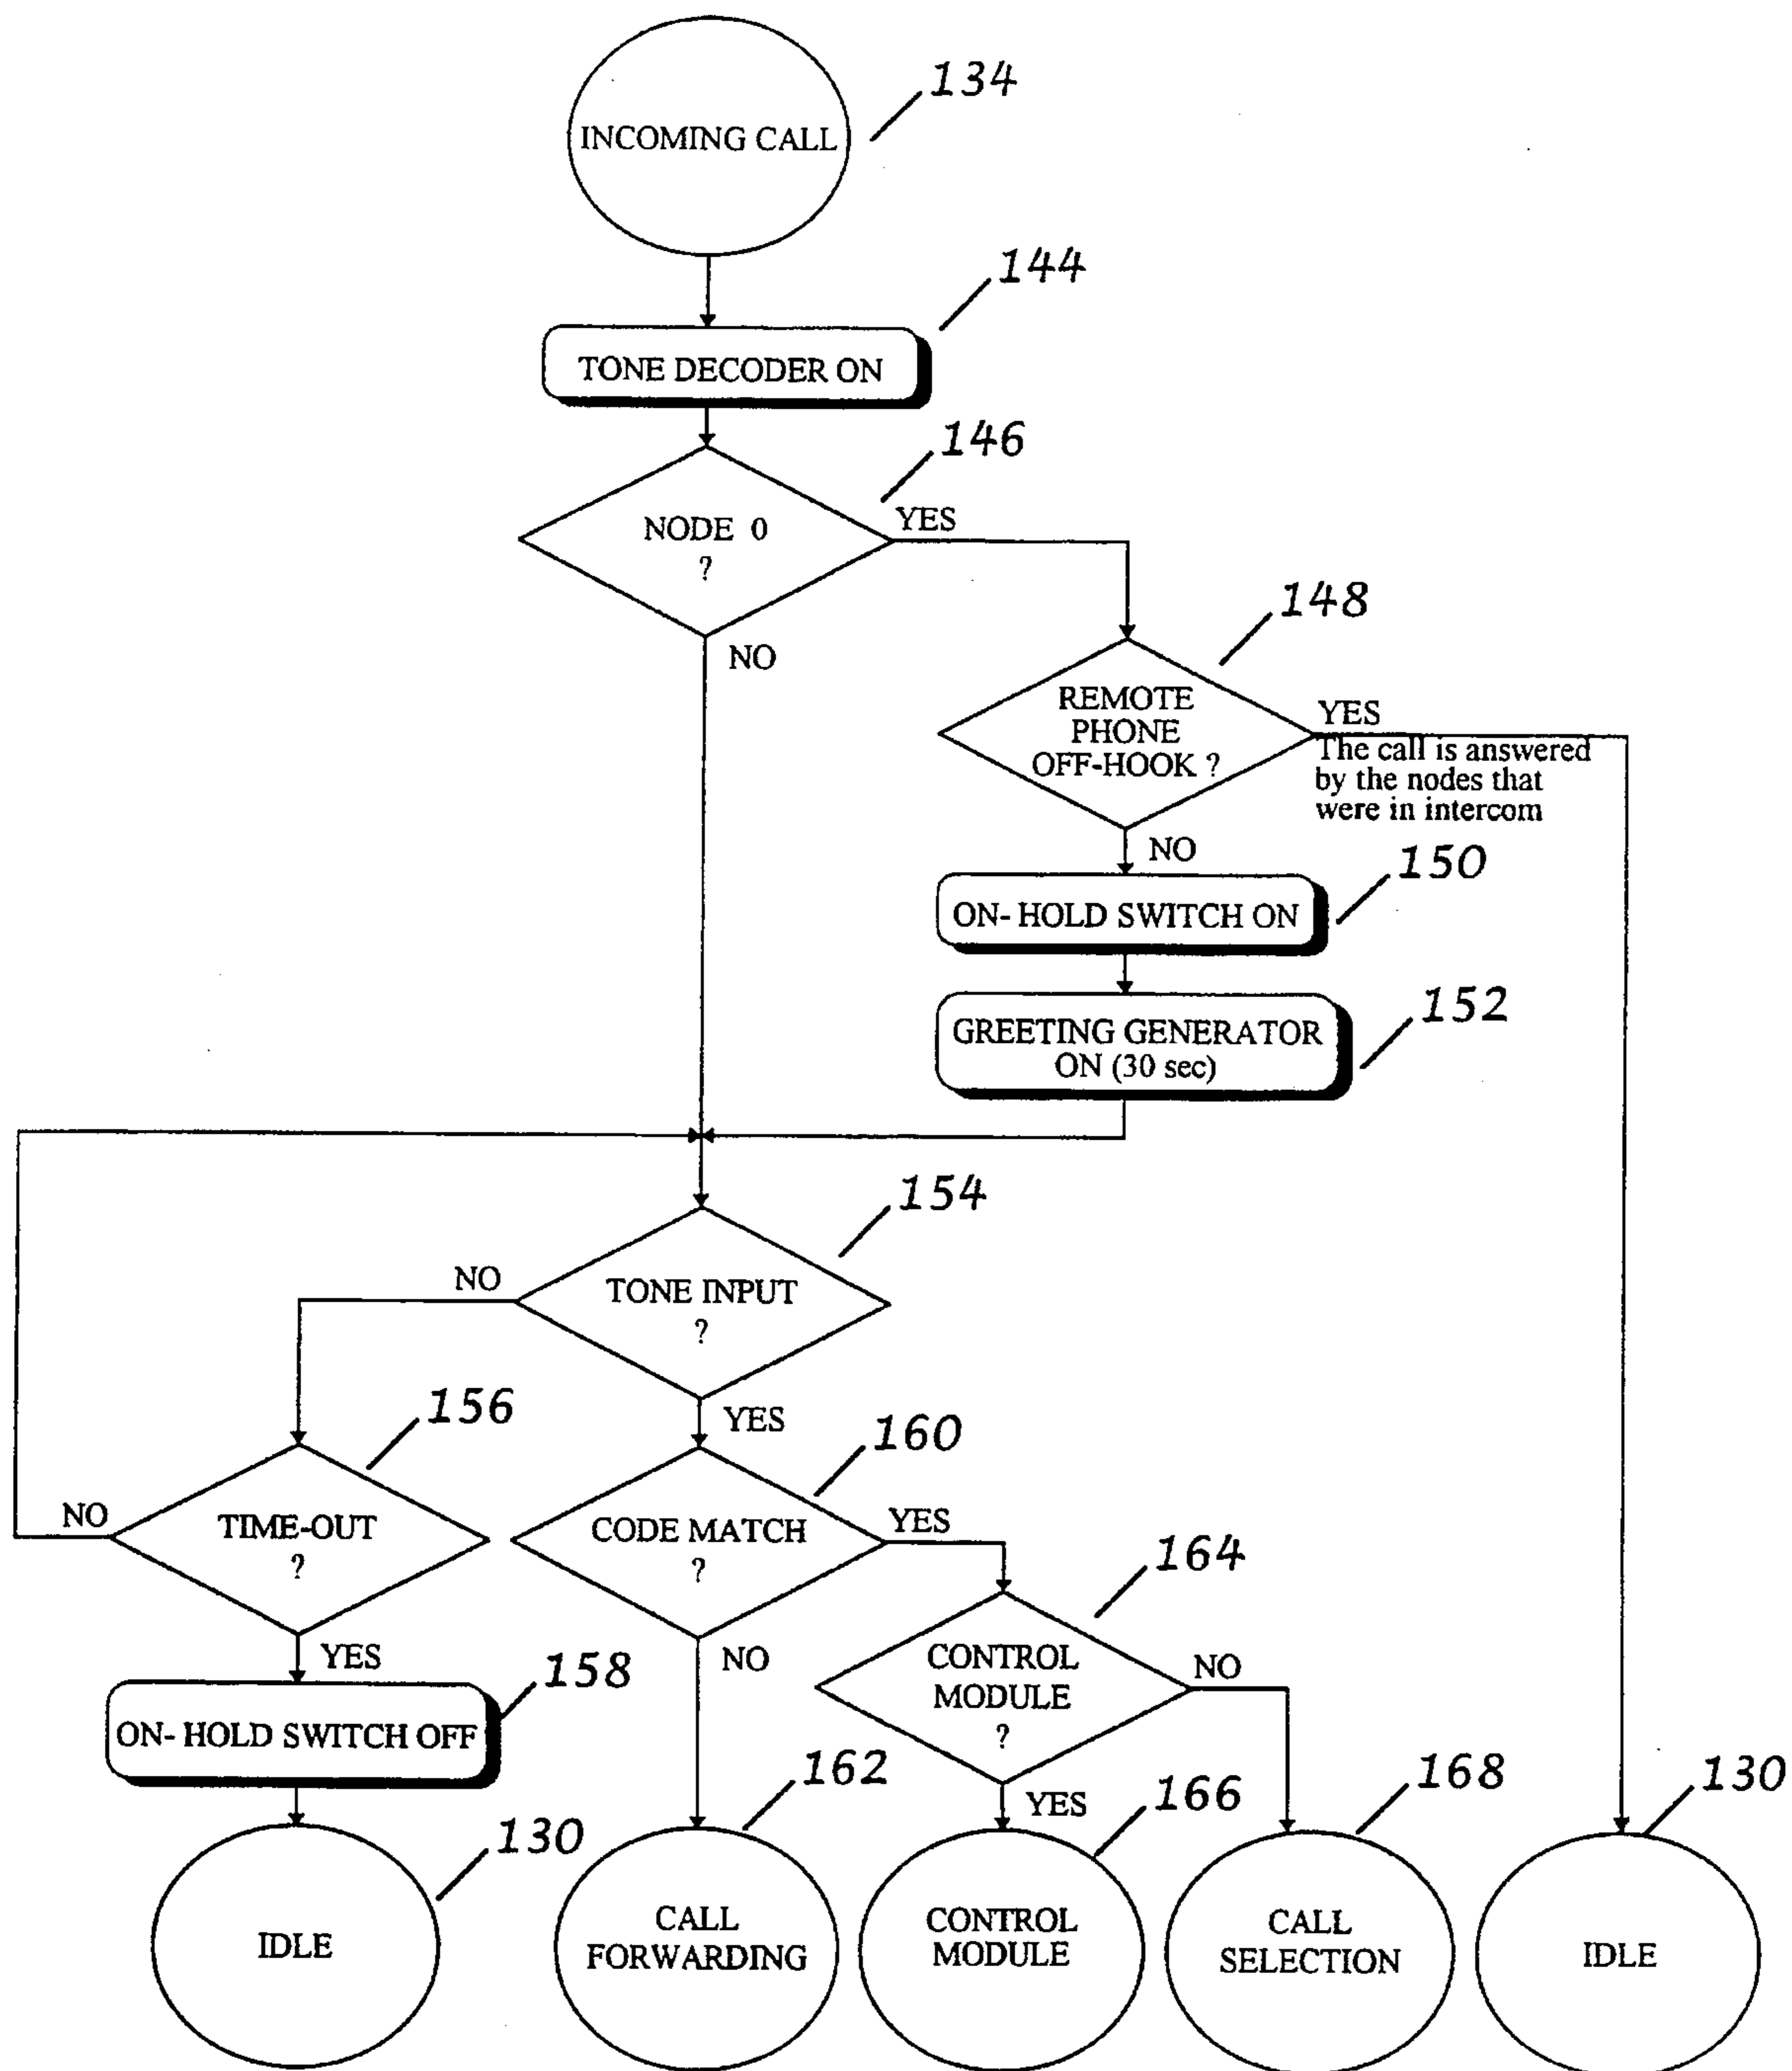 134
INCOMING CALL
144
TONE DECODER ON
146
NODE 0
?
YES
NO
148
REMOTE
PHONE
OFF-HOOK ?
YES
The call is answered
by the nodes that
were in intercom
NO
150
ON- HOLD SWITCH ON
152
GREETING GENERATOR
ON (30 sec)
154
NO
TONE INPUT
?
YES
156
160
NO
TIME-OUT
?
CODE MATCH
?
YES
164
YES
158
NO
CONTROL
MODULE
?
NO
ON- HOLD SWITCH OFF
162
YES
166
168
130
130
IDLE
CALL
FORWARDING
CONTROL
MODULE
CALL
SELECTION
IDLE